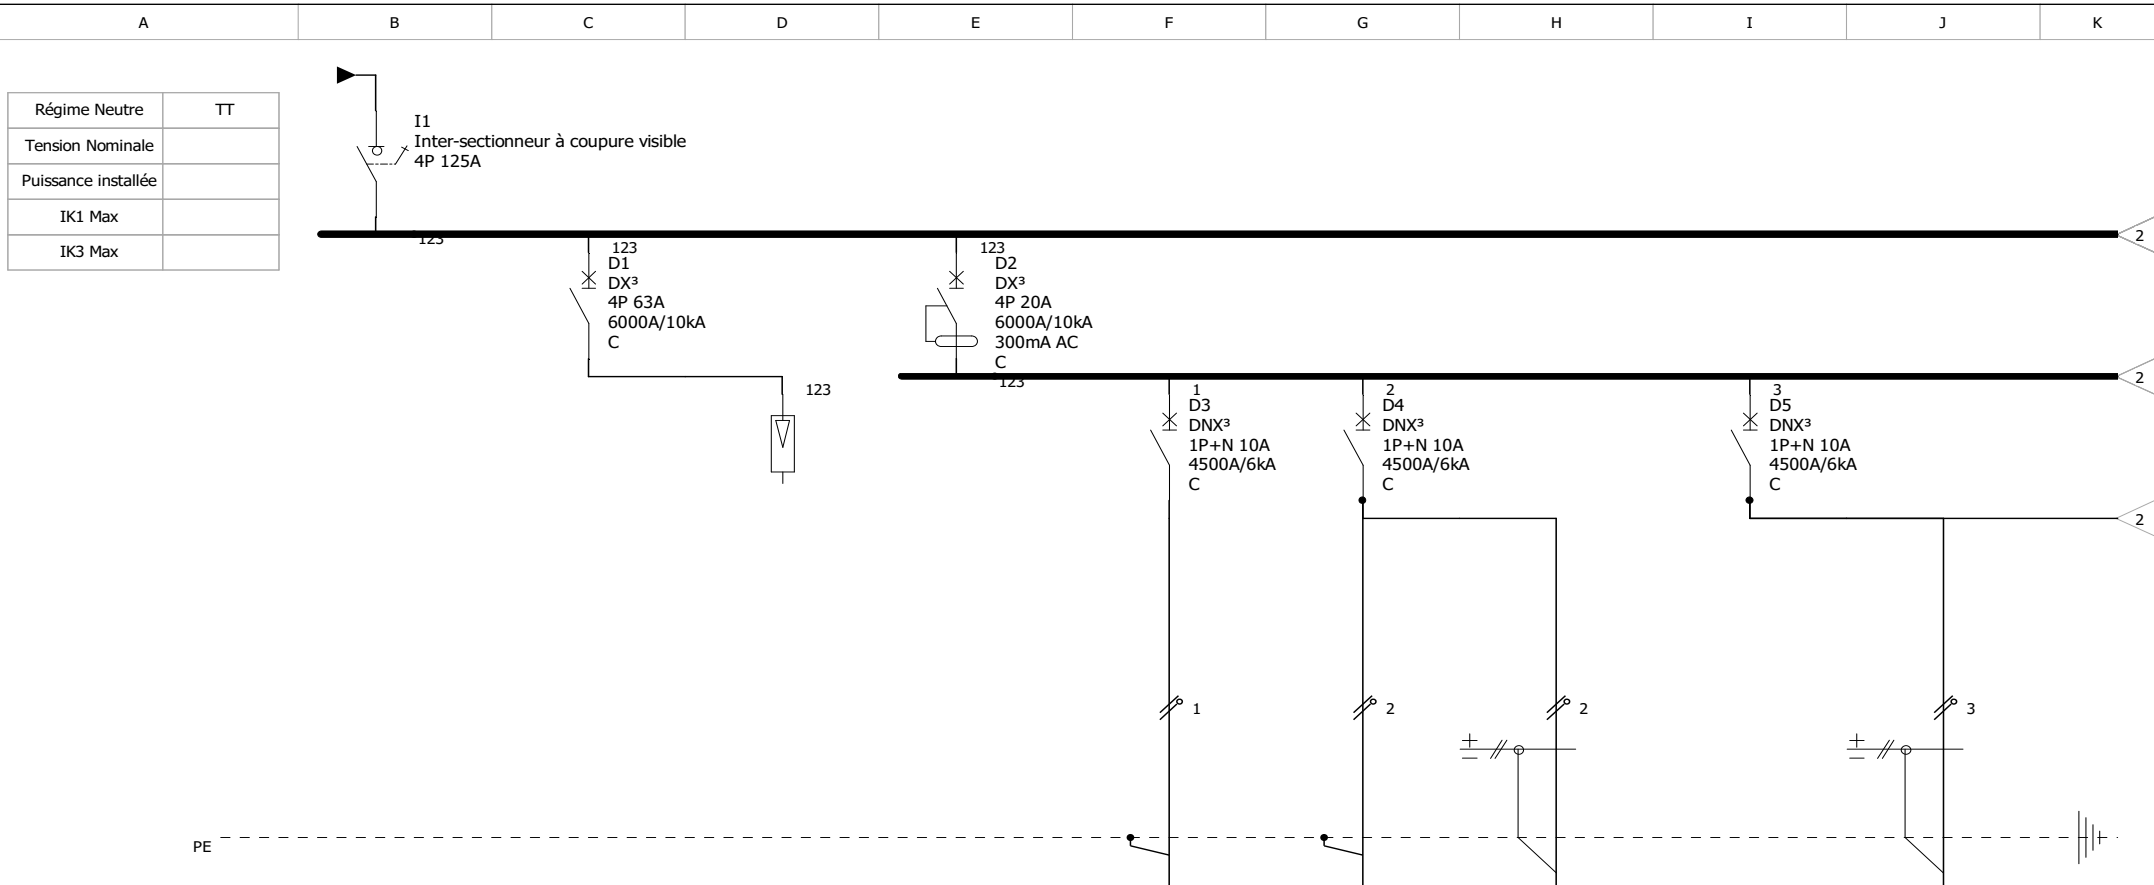 A B C D E F G H I J K
Régime Neutre TT
Tension Nominale
Puissance installée
IK1 Max
IK3 Max
I1
Inter-sectionneur à coupure visible
4P 125A
123
2
123
D1
DX³
4P 63A
6000A/10kA
C
123
123
D2
DX³
4P 20A
6000A/10kA
300mA AC
C
123
2
1
D3
DNX³
1P+N 10A
4500A/6kA
C
2
D4
DNX³
1P+N 10A
4500A/6kA
C
3
D5
DNX³
1P+N 10A
4500A/6kA
C
2
1
2
2
3
PE